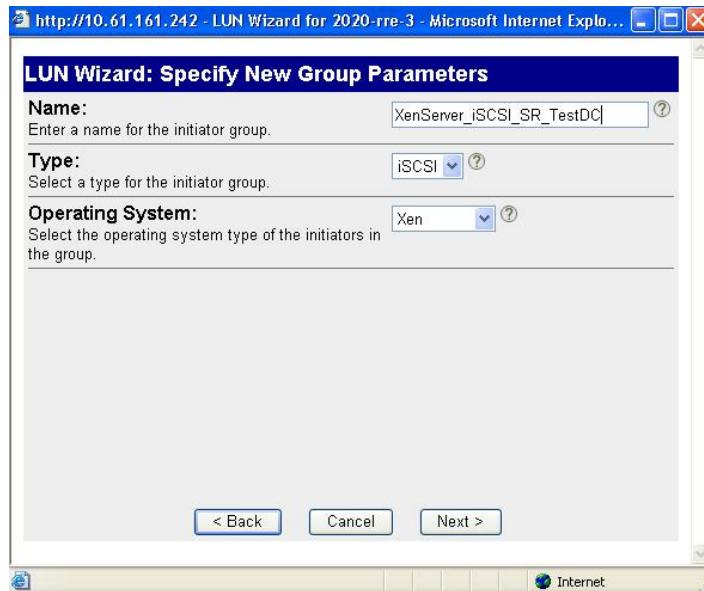 http://10.61.161.242 - LUN Wizard for 2020-rre-3 - Microsoft Internet Explo...
LUN Wizard: Specify New Group Parameters
Name:
Enter a name for the initiator group.
XenServer_iSCSI_SR_TestDC
?
Type:
Select a type for the initiator group.
iSCSI
?
Operating System:
Select the operating system type of the initiators in
the group.
Xen
?
< Back
Cancel
Next >
Internet